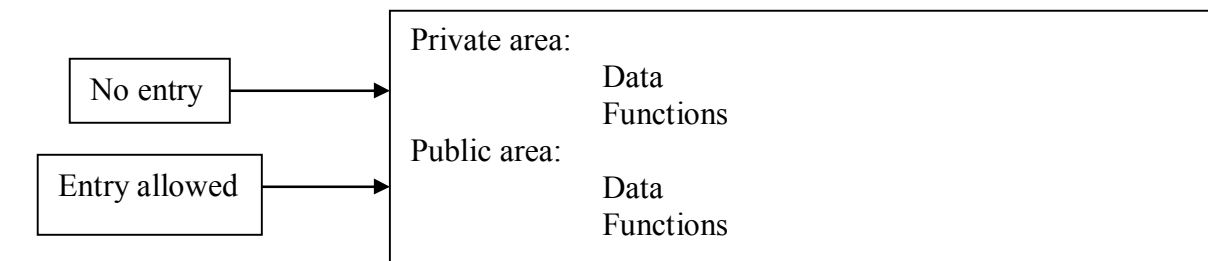 Private area:
No entry
Data
Functions
Public area:
Entry allowed
Data
Functions